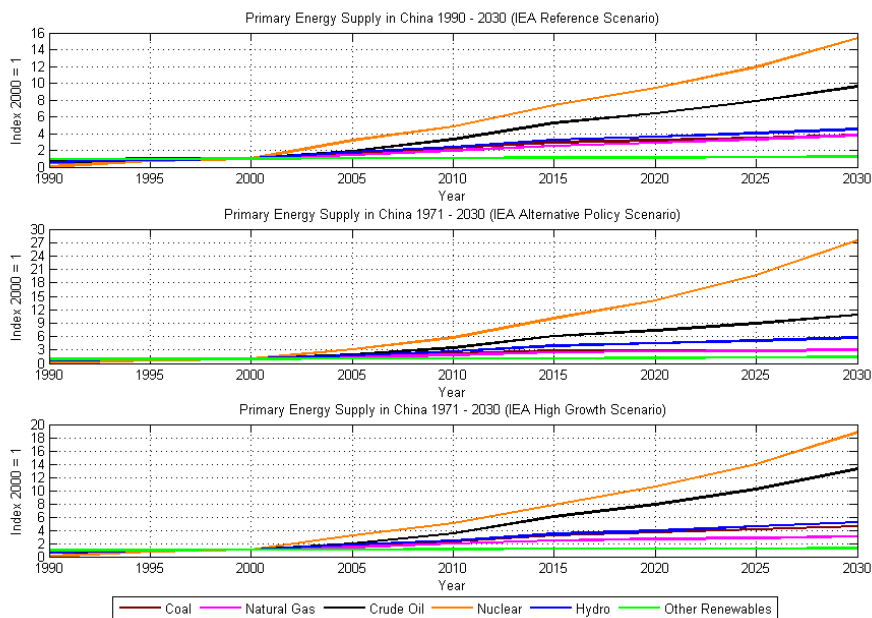 Primary Energy Supply in China 1990 - 2030 (IEA Reference Scenario)
16
14
12
10
8
6
4
2
0
Index 2000 = 1
1990 1995 2000 2005 2010 2015 2020 2025 2030
Year
Primary Energy Supply in China 1971 - 2030 (IEA Alternative Policy Scenario)
30
27
24
21
18
15
12
9
6
3
0
Index 2000 = 1
1990 1995 2000 2005 2010 2015 2020 2025 2030
Year
Primary Energy Supply in China 1971 - 2030 (IEA High Growth Scenario)
20
18
16
14
12
10
8
6
4
2
0
Index 2000 = 1
1990 1995 2000 2005 2010 2015 2020 2025 2030
Year
Coal Natural Gas Crude Oil Nuclear Hydro Other Renewables